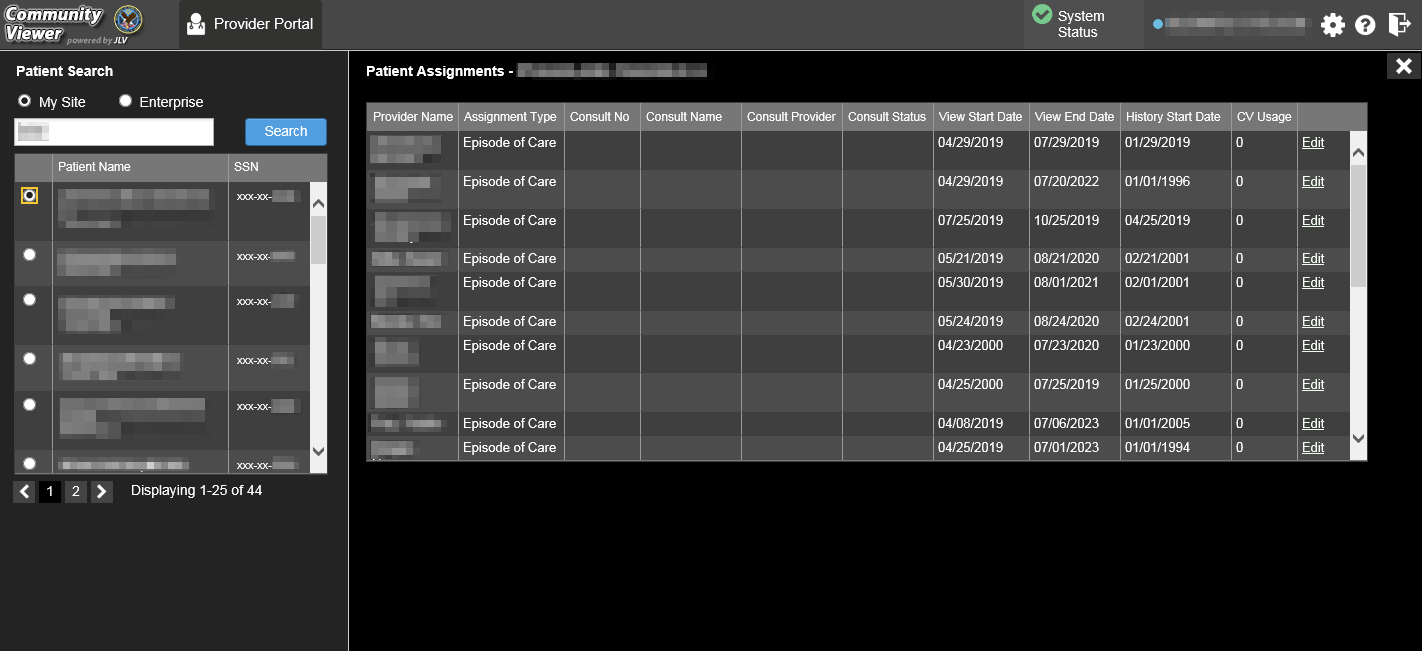 Community
Viewer
powered by JLV
Provider Portal
System
Status
Patient Search
My Site
Enterprise
Search
Patient Name SSN
xxx-xx-
xxx-xx-
xxx-xx-
xxx-xx-
xxx-xx-
xxx-xx-
1 2 Displaying 1-25 of 44
Patient Assignments -
Provider Name Assignment Type Consult No Consult Name Consult Provider Consult Status View Start Date View End Date History Start Date CV Usage
Episode of Care 04/29/2019 07/29/2019 01/29/2019 0 Edit
Episode of Care 04/29/2019 07/20/2022 01/01/1996 0 Edit
Episode of Care 07/25/2019 10/25/2019 04/25/2019 0 Edit
Episode of Care 05/21/2019 08/21/2020 02/21/2001 0 Edit
Episode of Care 05/30/2019 08/01/2021 02/01/2001 0 Edit
Episode of Care 05/24/2019 08/24/2020 02/24/2001 0 Edit
Episode of Care 04/23/2000 07/23/2020 01/23/2000 0 Edit
Episode of Care 04/25/2000 07/25/2019 01/25/2000 0 Edit
Episode of Care 04/08/2019 07/06/2023 01/01/2005 0 Edit
Episode of Care 04/25/2019 07/01/2023 01/01/1994 0 Edit